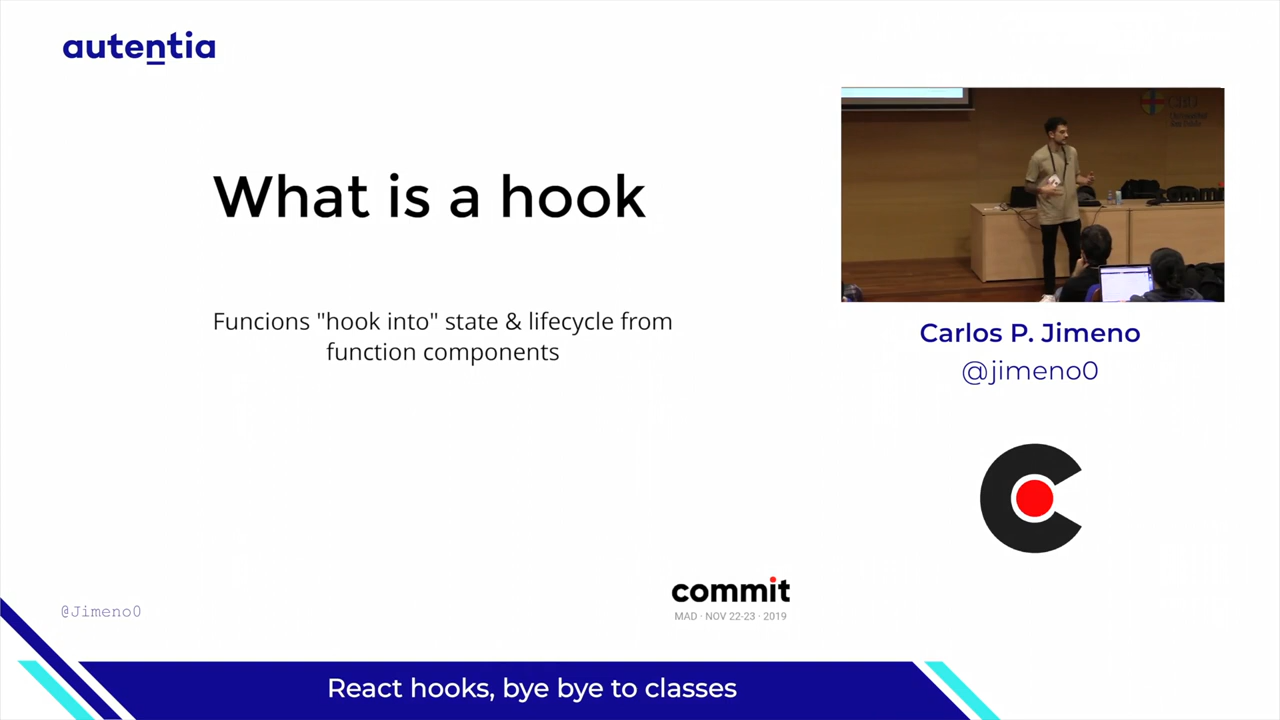 autentia
What is a hook
Funcions "hook into" state & lifecycle from
function components
Carlos P. Jimeno
@jimeno0
commit
MAD · NOV 22-23 · 2019
@Jimeno0
React hooks, bye bye to classes